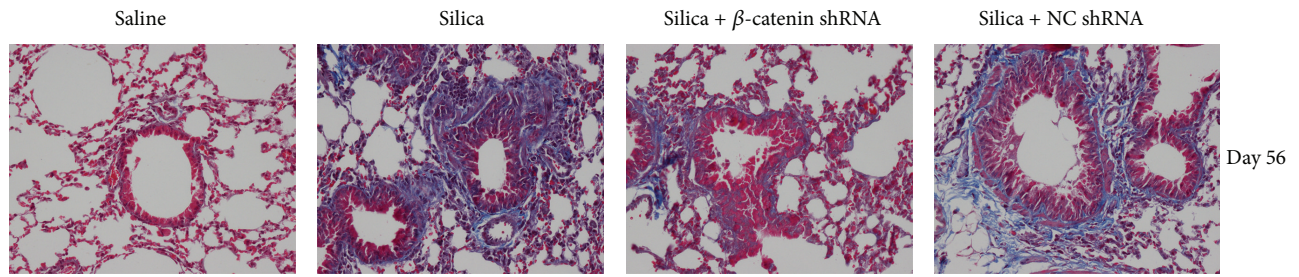 Saline
Silica
Silica + β-catenin shRNA
Silica + NC shRNA
Day 56